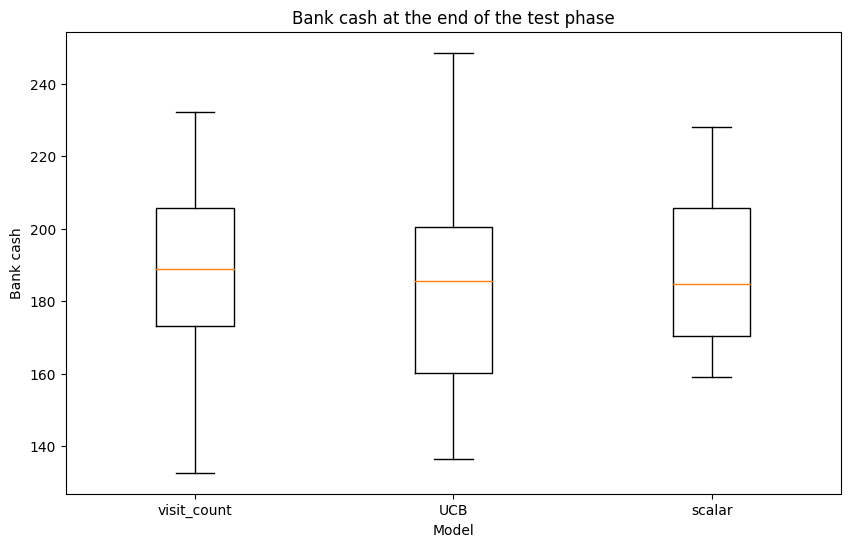 Bank cash at the end of the test phase
Bank cash
240
220
200
180
160
140
visit_count
UCB
scalar
Model